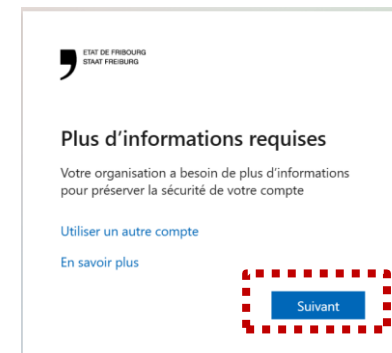 ETAT DE FRIBOURG
STAAT FREIBURG
Plus d'informations requises
Votre organisation a besoin de plus d'informations
pour préserver la sécurité de votre compte
Utiliser un autre compte
En savoir plus
Suivant